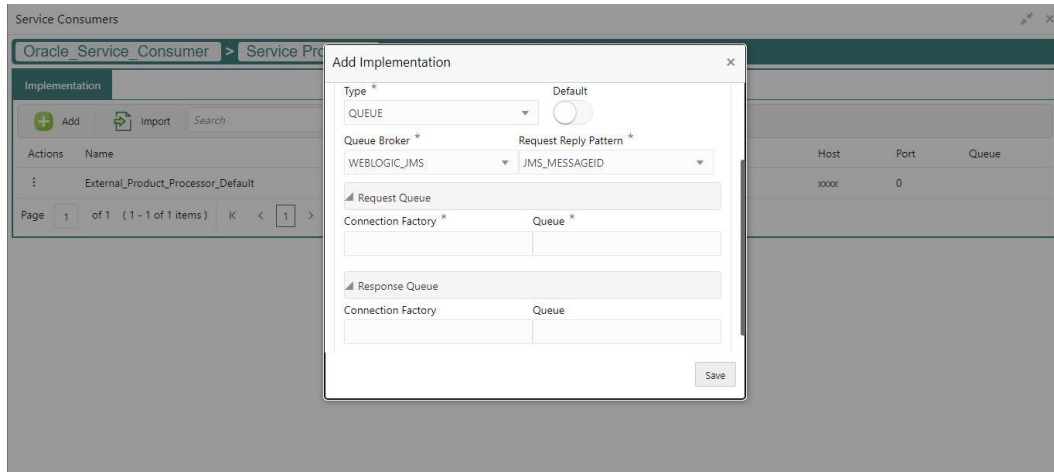 Service Consumers
Oracle_Service_Consumer > Service Pro
Implementation
Add Import Search
Actions Name Host Port Queue
External_Product_Processor_Default xxxx 0
Page 1 of 1 (1 - 1 of 1 items) K < 1 >
Add Implementation ×
Type * Default
QUEUE
Queue Broker * Request Reply Pattern *
WEBLOGIC_JMS JMS_MESSAGEID
Request Queue
Connection Factory * Queue *
Response Queue
Connection Factory Queue
Save